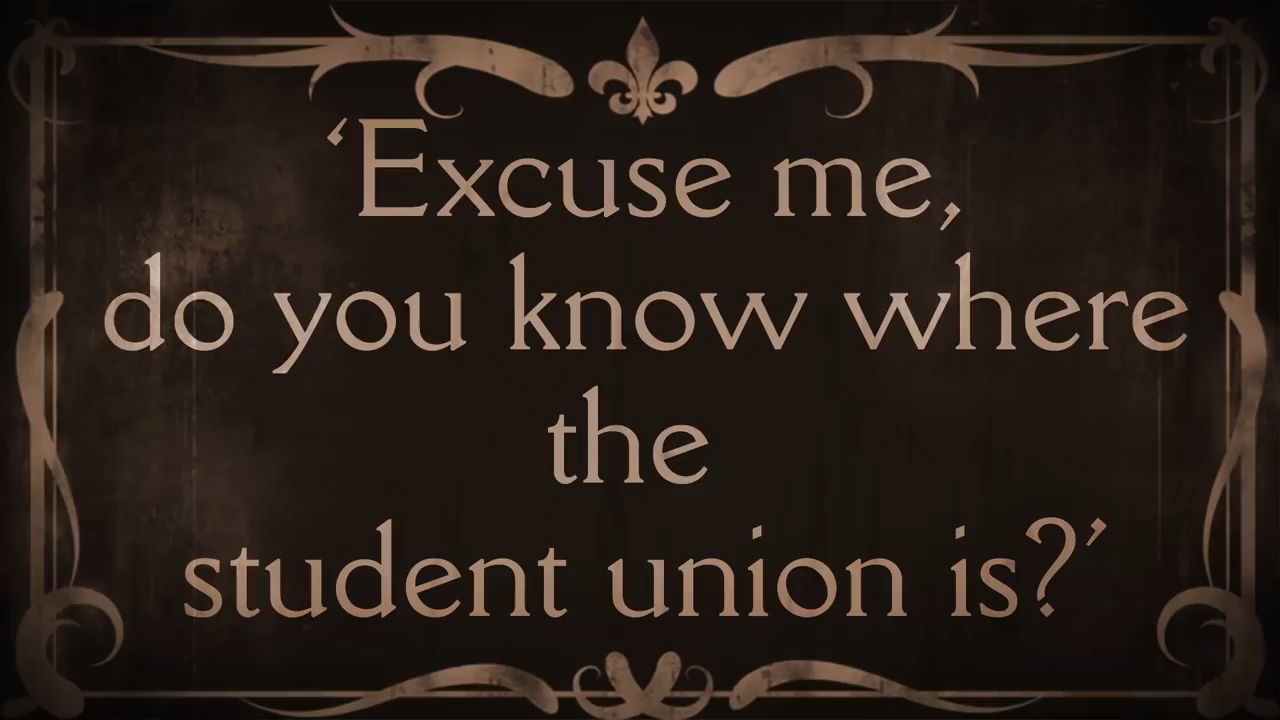 ‘Excuse me,
do you know where
the
student union is?’